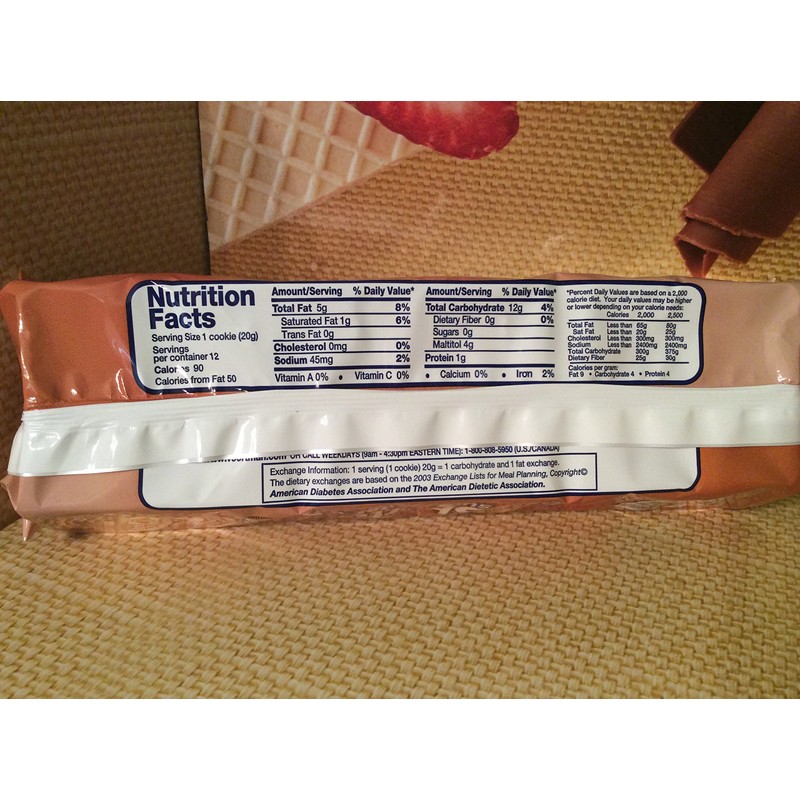 Nutrition
Facts
Serving Size 1 cookie (20g)
Servings
per container 12
Calories 90
Calories from Fat 50
Amount/Serving % Daily Value*
Total Fat 5g 8%
Saturated Fat 1g 6%
Trans Fat 0g
Cholesterol 0mg 0%
Sodium 45mg 2%
Amount/Serving % Daily Value*
Total Carbohydrate 12g 4%
Dietary Fiber 0g 0%
Sugars 0g
Maltitol 4g
Protein 1g
Vitamin A 0% • Vitamin C 0% • Calcium 0% • Iron 2%
*Percent Daily Values are based on a 2,000
calorie diet. Your daily values may be higher
or lower depending on your calorie needs:
Calories 2,000 2,500
Total Fat Less than 65g 80g
Sat Fat Less than 20g 25g
Cholesterol Less than 300mg 300mg
Sodium Less than 2400mg 2400mg
Total Carbohydrate 300g 375g
Dietary Fiber 25g 30g
Calories per gram:
Fat 9 • Carbohydrate 4 • Protein 4
OR CALL WEEKDAYS (9am - 4:30pm EASTERN TIME): 1-800-808-5950 (U.S./CANADA)
Exchange Information: 1 serving (1 cookie) 20g = 1 carbohydrate and 1 fat exchange.
The dietary exchanges are based on the 2003 Exchange Lists for Meal Planning, Copyright©
American Diabetes Association and The American Dietetic Association.